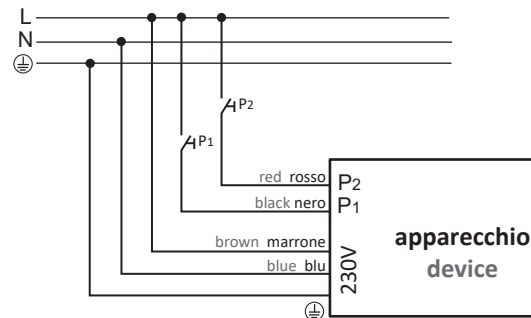 L
N
P2
P1
red rosso
P2
black nero
P1
brown marrone
apparecchio
blue blu
device
230V